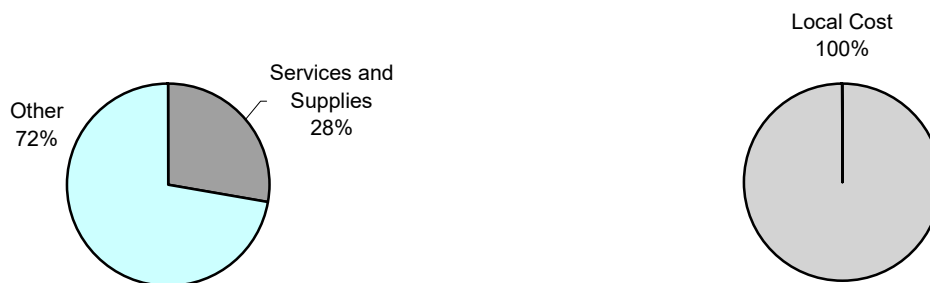 Other
72%
Services and
Supplies
28%
Local Cost
100%